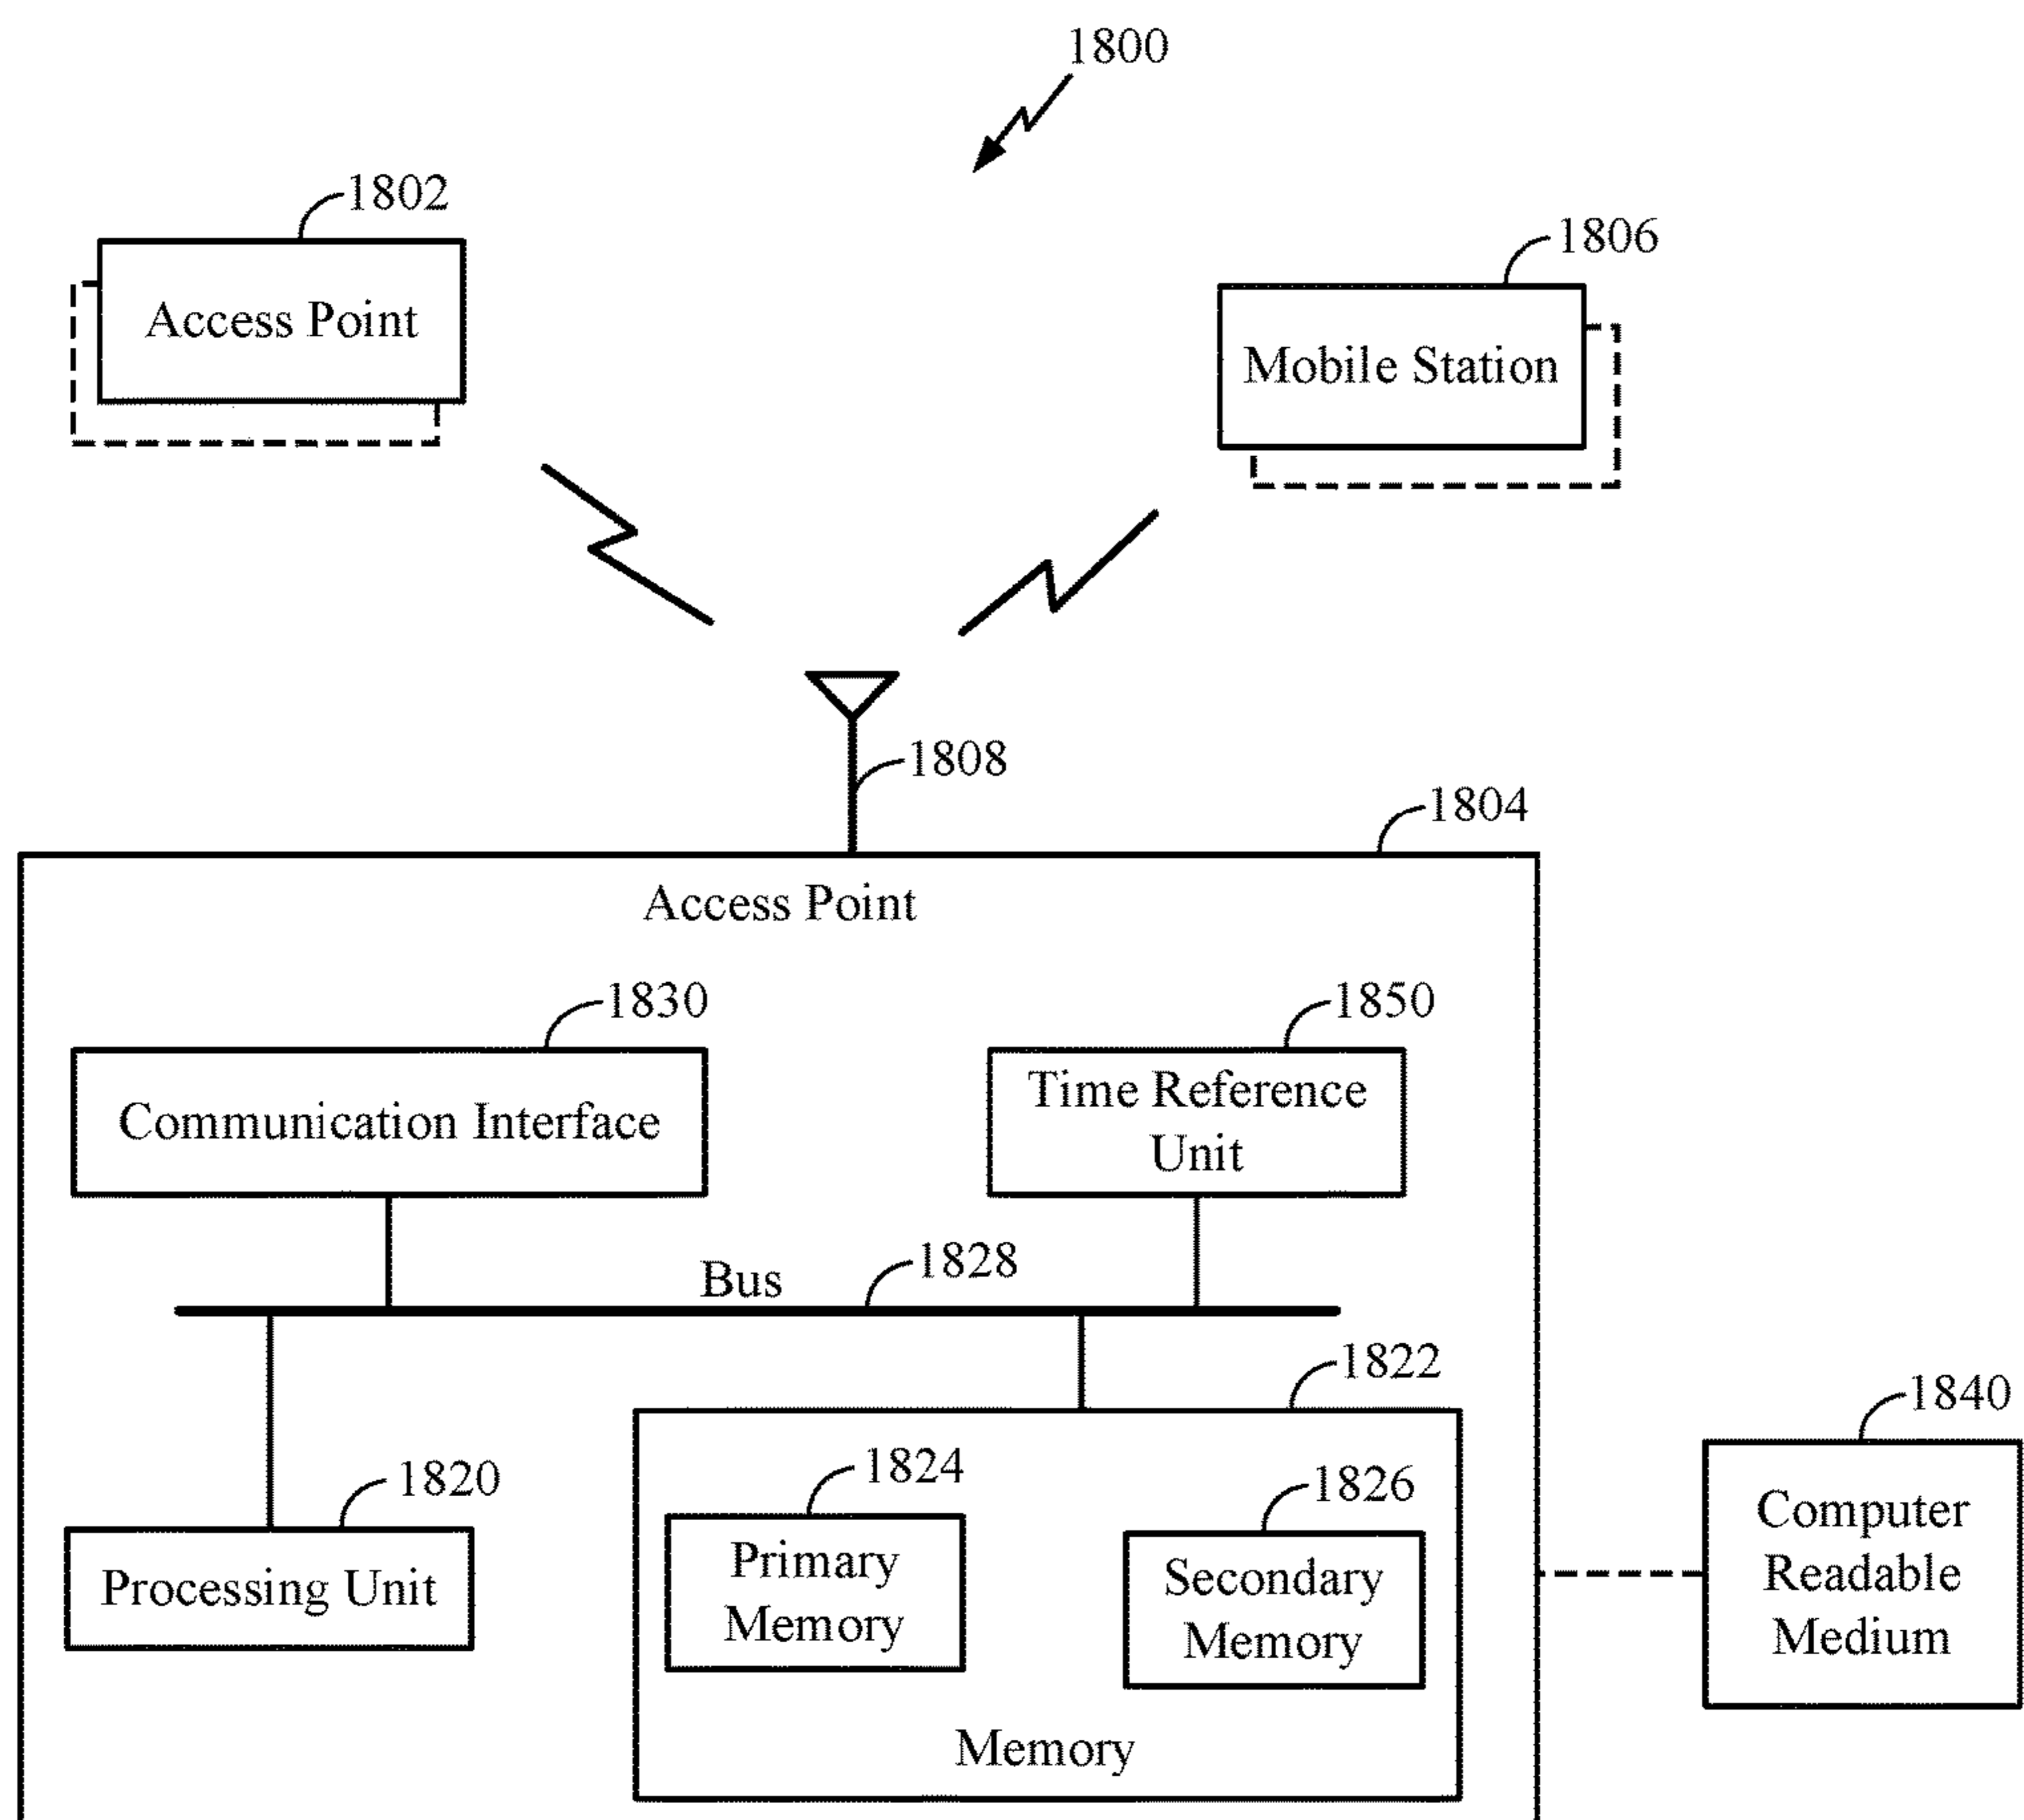 1800
1802
Access Point
1806
Mobile Station
1808
1804
Access Point
1830
Communication Interface
1850
Time Reference
Unit
Bus
1828
1822
1820
Processing Unit
1824
Primary
Memory
1826
Secondary
Memory
Memory
1840
Computer
Readable
Medium